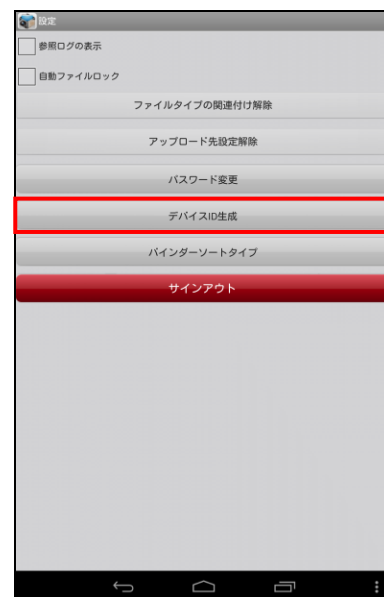 設定
参照ログの表示
自動ファイルロック
ファイルタイプの関連付け解除
アップロード先設定解除
パスワード変更
デバイスID生成
バインダーソートタイプ
サインアウト